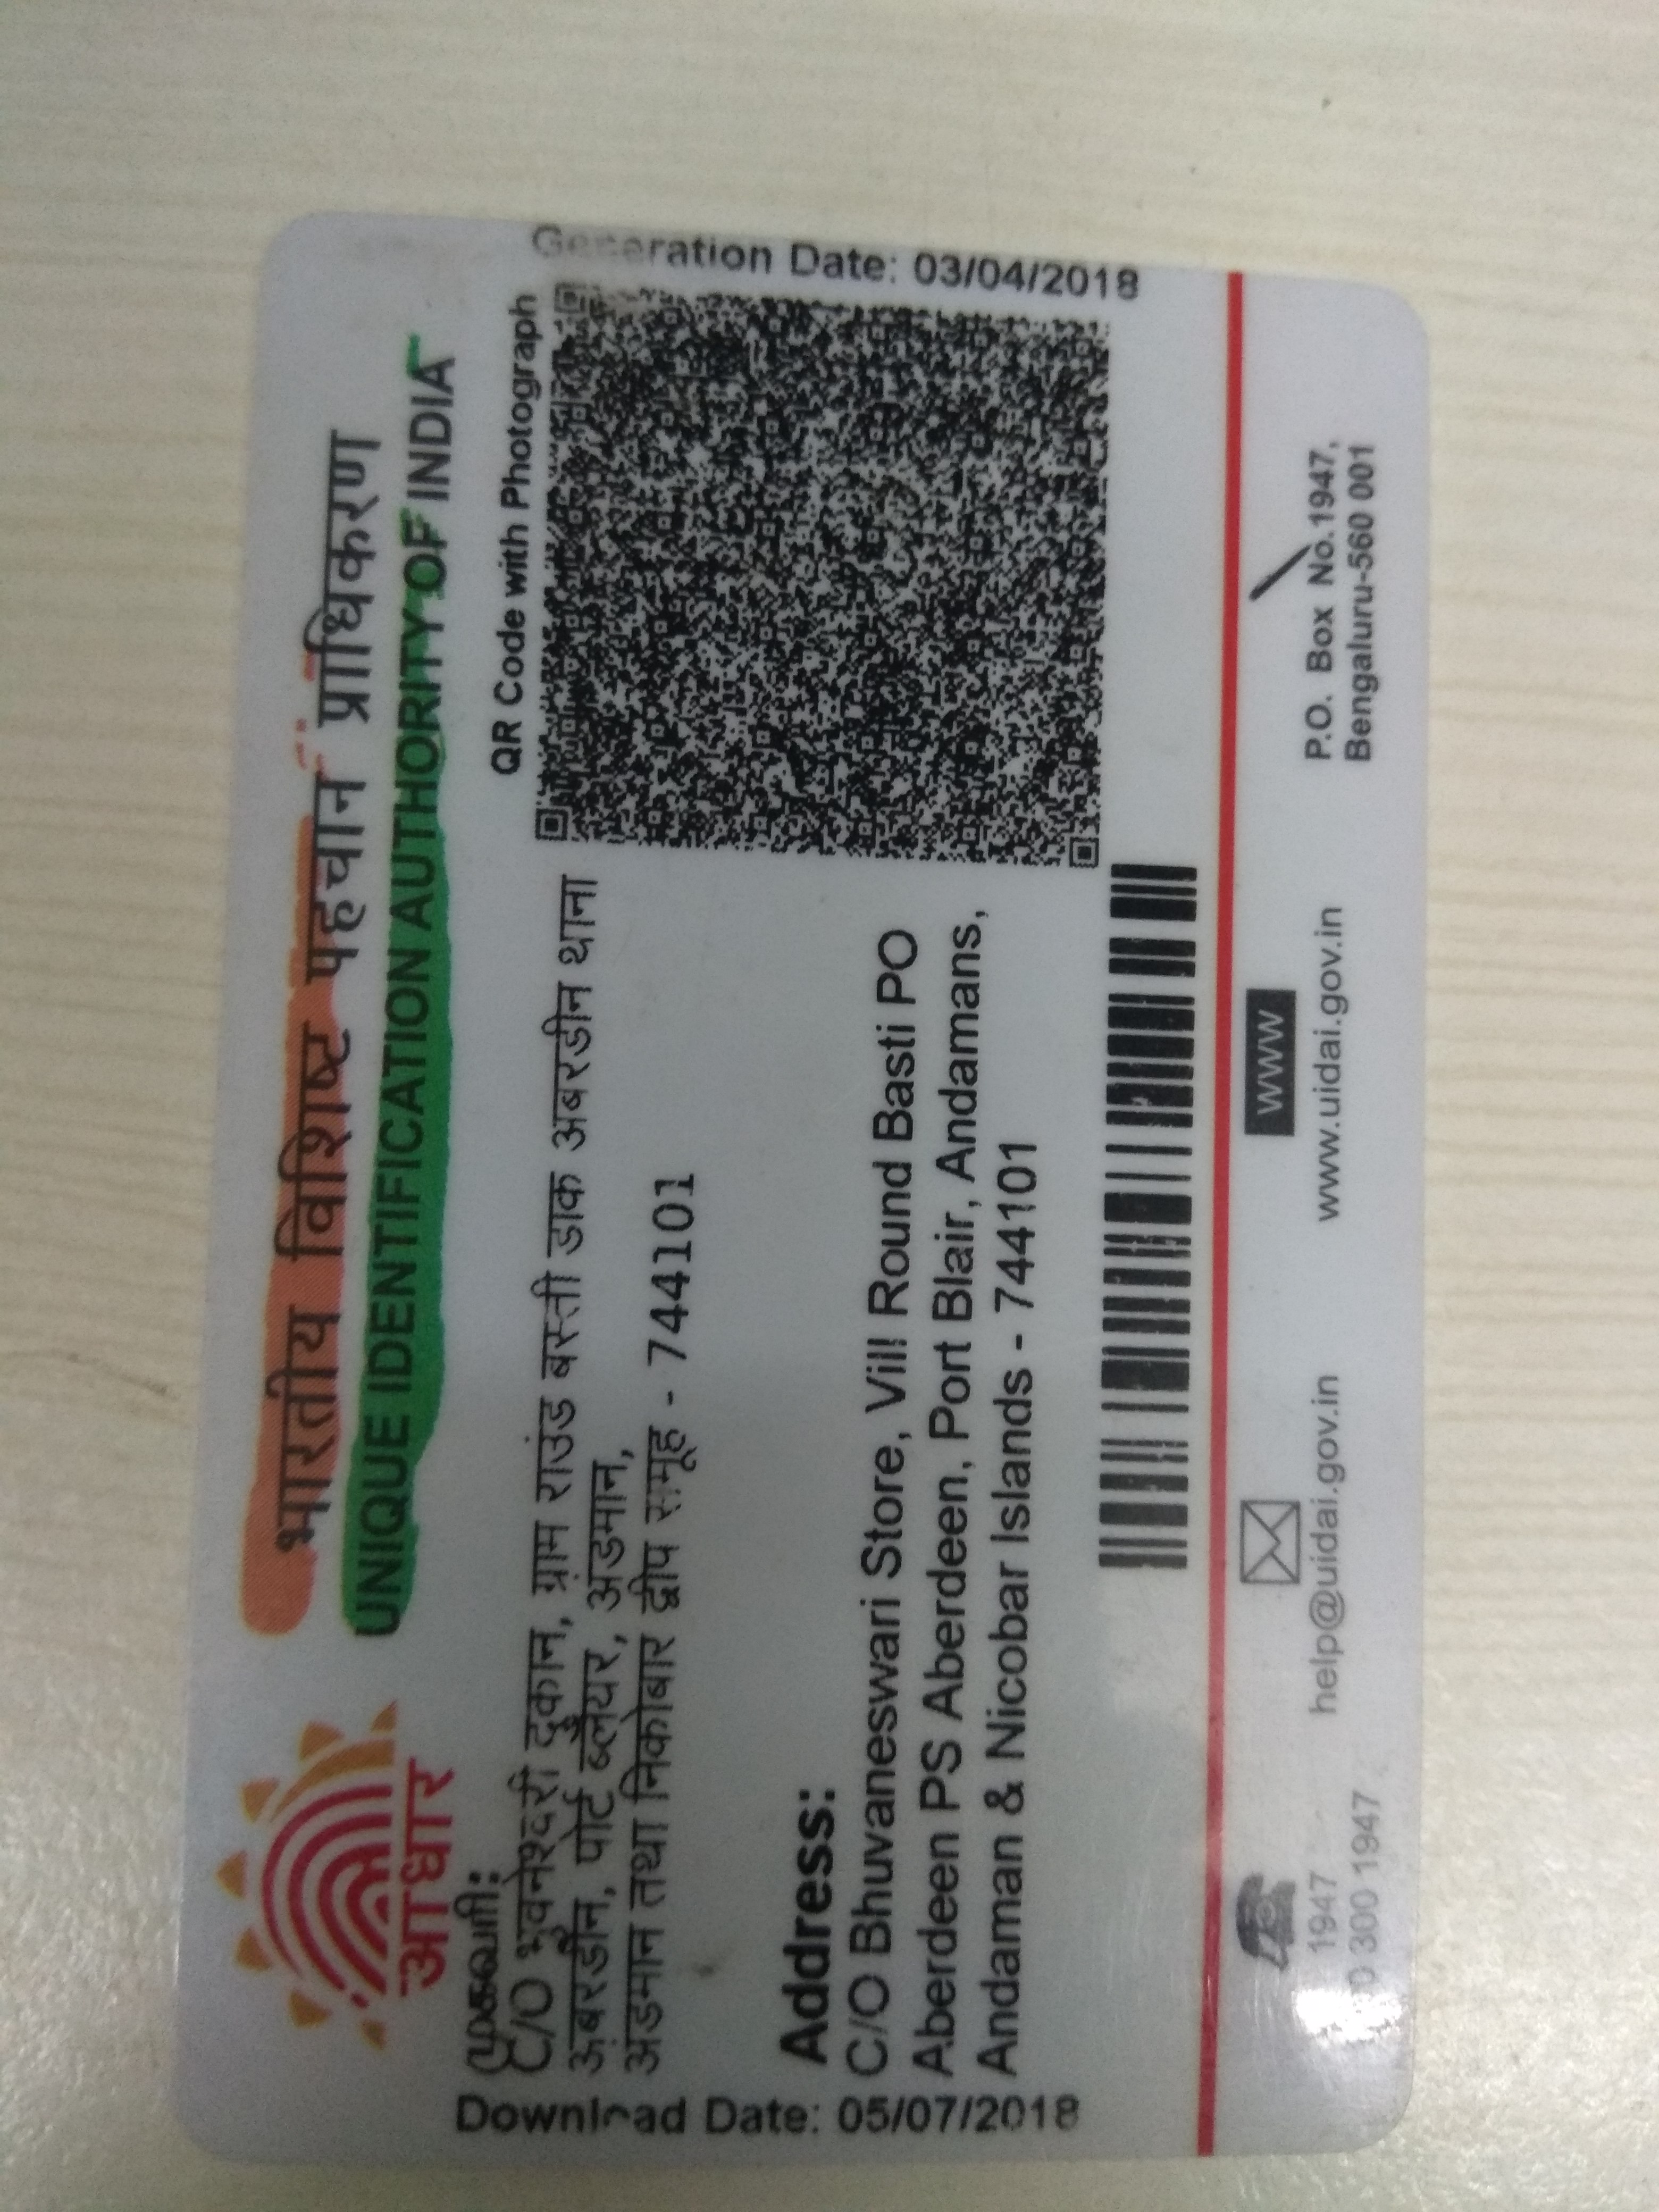 भारतीय विशिष्ट पहचान प्राधिकरण
UNIQUE IDENTIFICATION AUTHORITY OF INDIA
आधार
முகவரி:
C/O भुवनेश्वरी दुकान, ग्राम राउंड बस्ती डाक अबरडीन थाना
अबरडीन, पोर्ट ब्लेयर, अंडमान,
अंडमान तथा निकोबार द्वीप समूह - 744101
QR Code with Photograph
Generation Date: 03/04/2018
Address:
C/O Bhuvaneswari Store, Vill Round Basti PO
Aberdeen PS Aberdeen, Port Blair, Andamans,
Andaman & Nicobar Islands - 744101
Download Date: 05/07/2018
1947
300 1947
help@uidai.gov.in
WWW
www.uidai.gov.in
P.O. Box No.1947,
Bengaluru-560 001